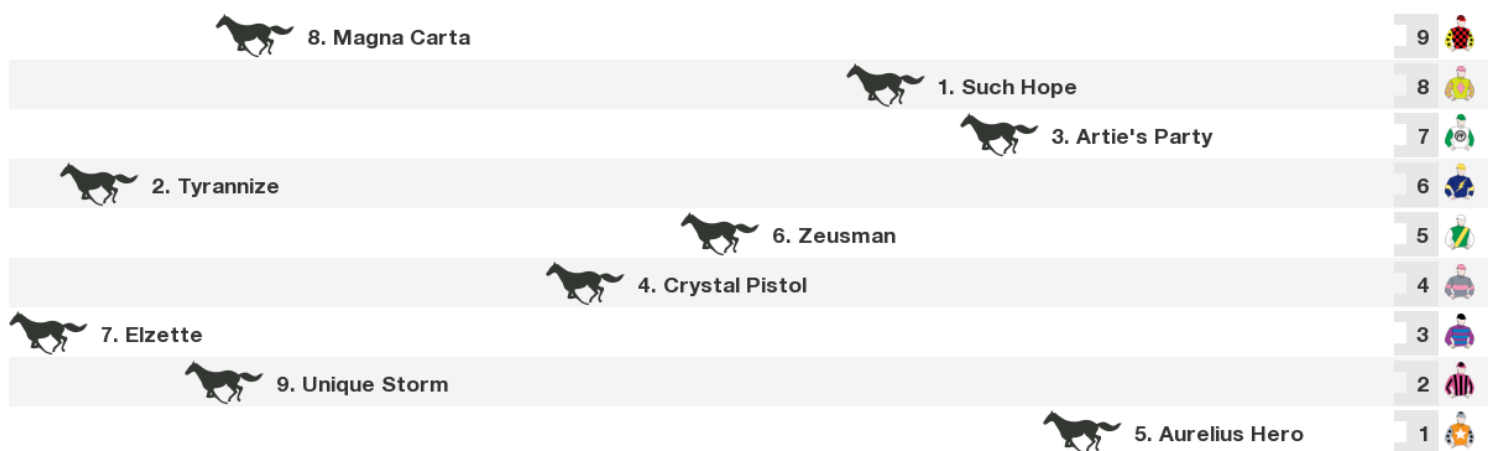 8. Magna Carta 9
1. Such Hope 8
3. Artie's Party 7
2. Tyrannize 6
6. Zeusman 5
4. Crystal Pistol 4
7. Elzette 3
9. Unique Storm 2
5. Aurelius Hero 1